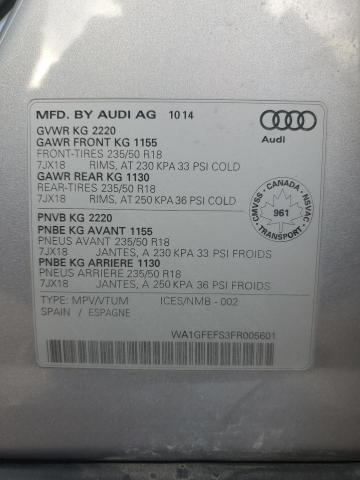 MFD. BY AUDI AG 10 14
Audi
GVWR KG 2220
GAWR FRONT KG 1155
FRONT-TIRES 235/50 R18
7JX18 RIMS, AT 230 KPA 33 PSI COLD
GAWR REAR KG 1130
REAR-TIRES 235/50 R18
7JX18 RIMS, AT 250 KPA 36 PSI COLD
CMVSS - CANADA - NSVAC
961
TRANSPORT
PNVB KG 2220
PNBE KG AVANT 1155
PNEUS AVANT 235/50 R18
7JX18 JANTES, A 230 KPA 33 PSI FROIDS
PNBE KG ARRIERE 1130
PNEUS ARRIÈRE 235/50 R18
7JX18 JANTES, A 250 KPA 36 PSI FROIDS
TYPE: MPV/VTUM ICES/NMB - 002
SPAIN / ESPAGNE
WA1GFEFS3FR005601